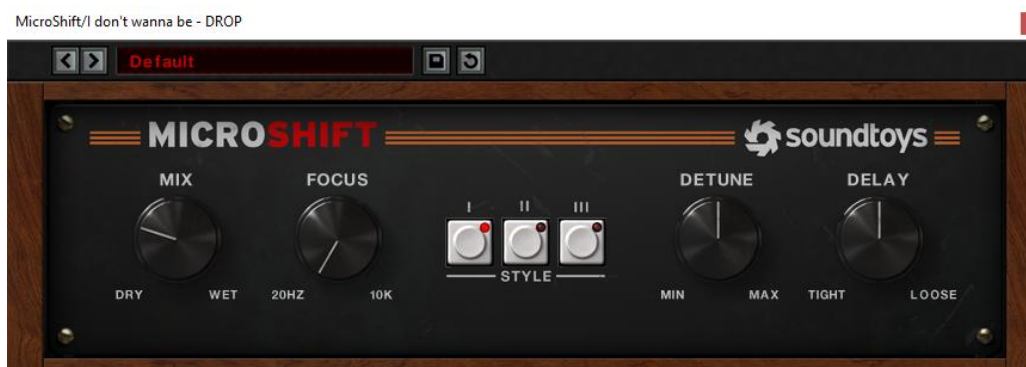 MicroShift/I don't wanna be - DROP
Default
MICROSHIFT soundtoys
MIX FOCUS DETUNE DELAY
I II III
STYLE
DRY WET 20HZ 10K MIN MAX TIGHT LOOSE